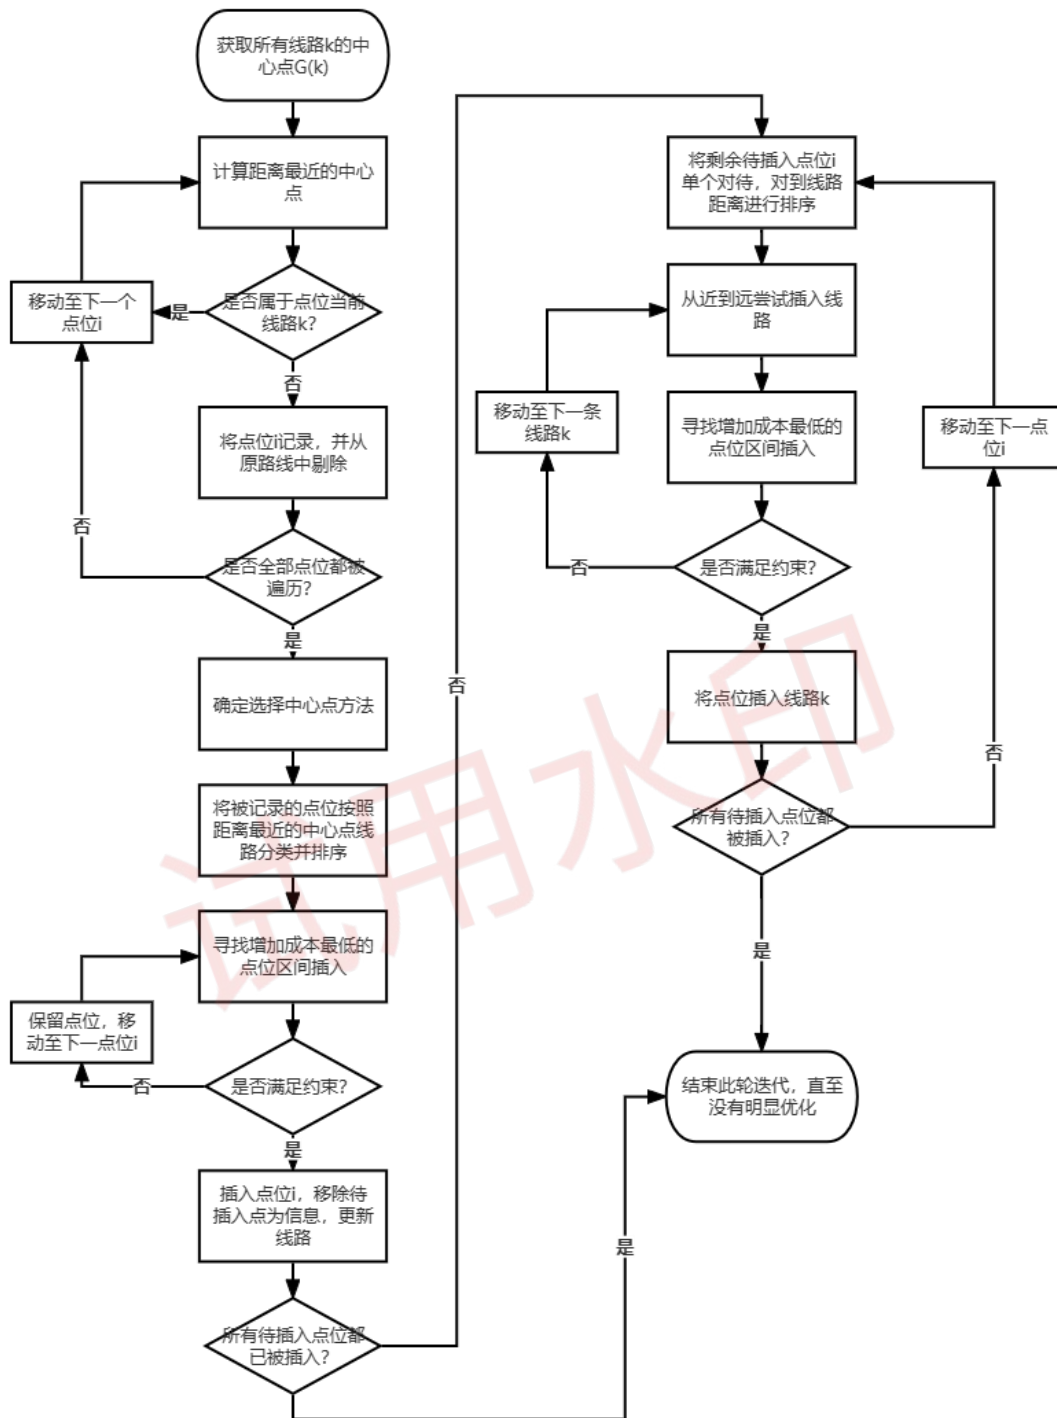 获取所有线路k的中
心点G(k)
计算距离最近的中心
点
移动至下一个
点位i
是
是否属于点位当前
线路k?
否
将点位i记录，并从
原路线中剔除
否
是否全部点位都被
遍历?
是
确定选择中心点方法
将被记录的点位按照
距离最近的中心点线
路分类并排序
寻找增加成本最低的
点位区间插入
保留点位，移
动至下一点位i
否
是否满足约束?
是
插入点位i，移除待
插入点为信息，更新
线路
所有待插入点位都
已被插入?
否
是
将剩余待插入点位i
单个对待，对到线路
距离进行排序
从近到远尝试插入线
路
移动至下一条
线路k
寻找增加成本最低的
点位区间插入
移动至下一点
位i
否
是否满足约束?
是
将点位插入线路k
否
所有待插入点位都
被插入?
是
结束此轮迭代，直至
没有明显优化
试用水印